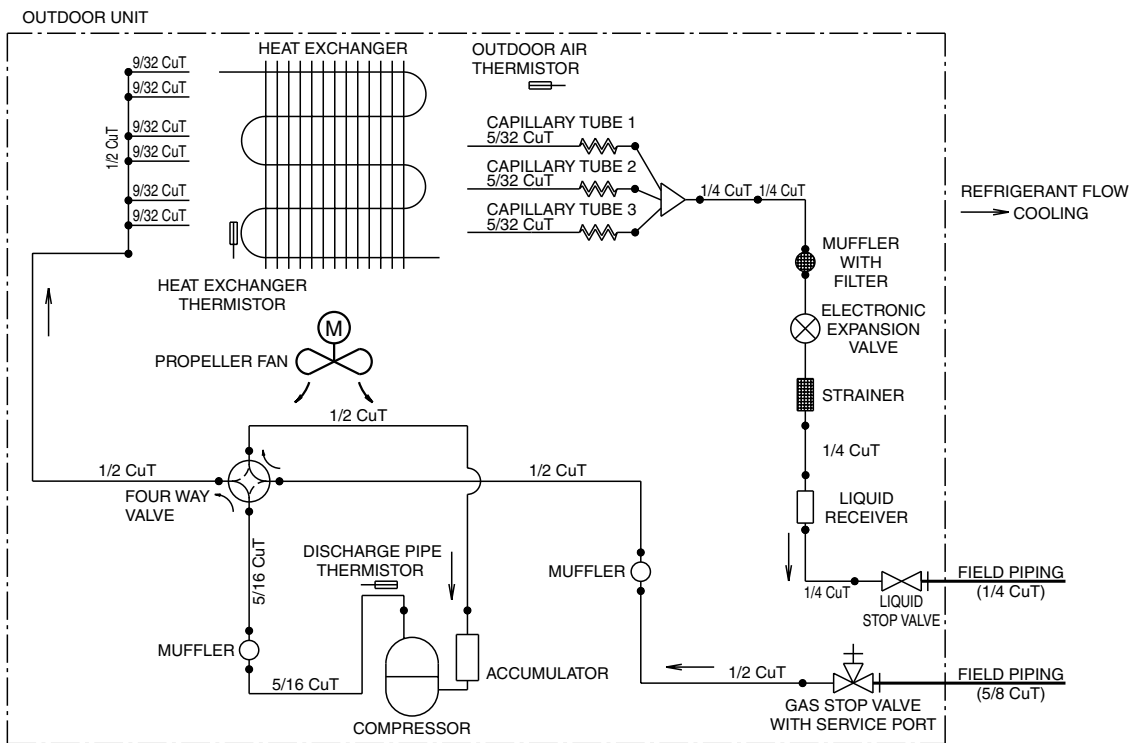 OUTDOOR UNIT
HEAT EXCHANGER
OUTDOOR AIR
THERMISTOR
9/32 CuT
9/32 CuT
9/32 CuT
9/32 CuT
9/32 CuT
9/32 CuT
1/2 CuT
CAPILLARY TUBE 1
5/32 CuT
CAPILLARY TUBE 2
5/32 CuT
CAPILLARY TUBE 3
5/32 CuT
1/4 CuT
1/4 CuT
REFRIGERANT FLOW
COOLING
MUFFLER
WITH
FILTER
HEAT EXCHANGER
THERMISTOR
M
PROPELLER FAN
ELECTRONIC
EXPANSION
VALVE
STRAINER
1/2 CuT
1/4 CuT
1/2 CuT
1/2 CuT
FOUR WAY
VALVE
LIQUID
RECEIVER
5/16 CuT
DISCHARGE PIPE
THERMISTOR
MUFFLER
1/4 CuT
LIQUID
STOP VALVE
FIELD PIPING
(1/4 CuT)
MUFFLER
5/16 CuT
ACCUMULATOR
COMPRESSOR
1/2 CuT
GAS STOP VALVE
WITH SERVICE PORT
FIELD PIPING
(5/8 CuT)